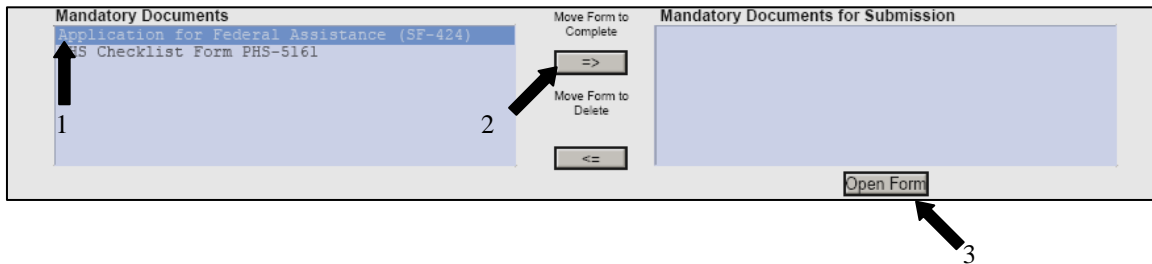 Mandatory Documents
Application for Federal Assistance (SF-424)
Checklist Form PHS-5161
1
Move Form to
Complete
=>
2
Move Form to
Delete
<=
Mandatory Documents for Submission
Open Form
3